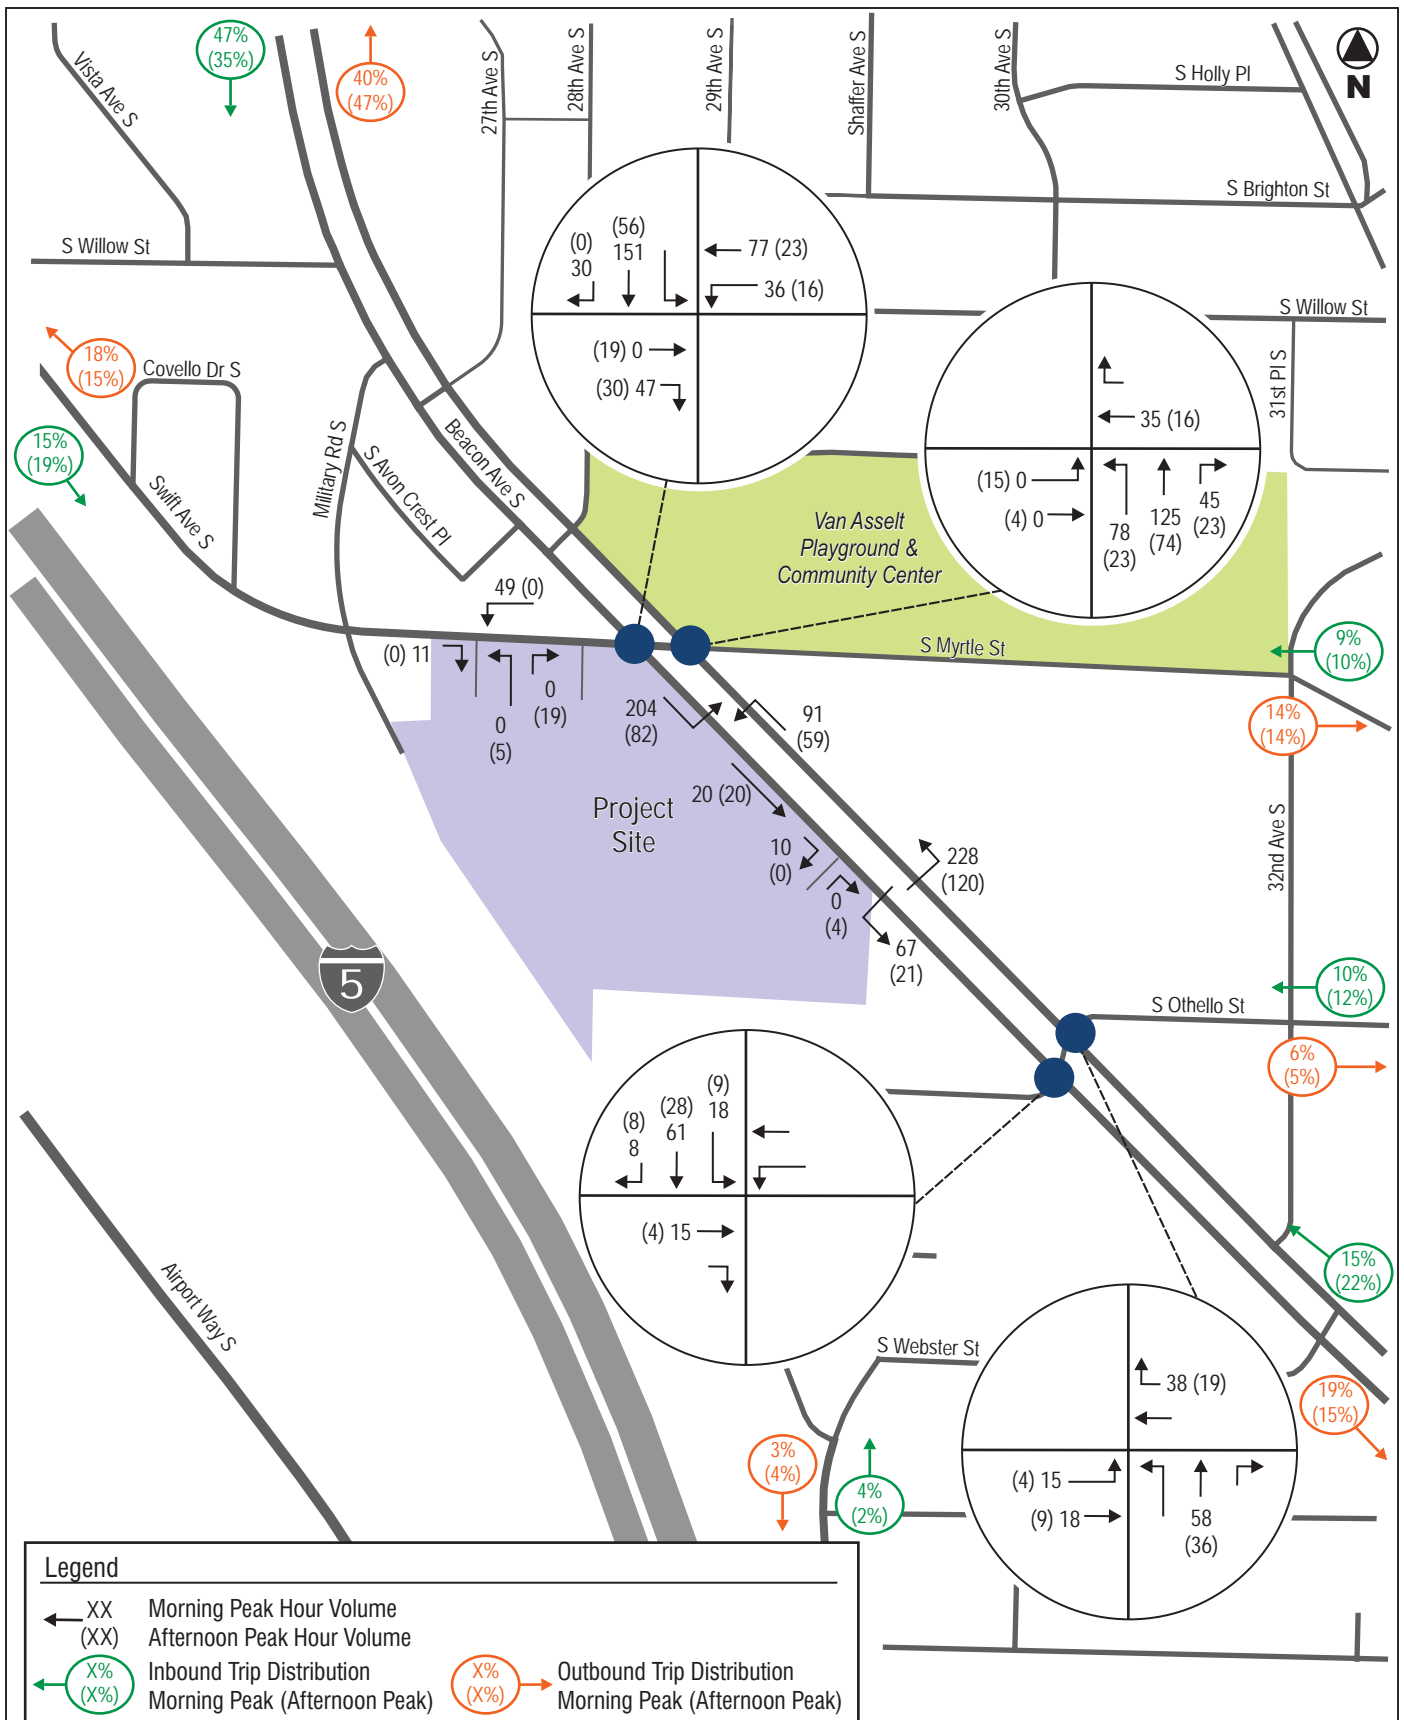 47%
(35%)
40%
(47%)
Vista Ave S
27th Ave S
28th Ave S
29th Ave S
Shaffer Ave S
30th Ave S
S Holly Pl
N
S Brighton St
S Willow St
(0)
30
(56)
151
77 (23)
36 (16)
(19) 0
(30) 47
S Willow St
31st Pl S
18%
(15%)
Covello Dr S
15%
(19%)
Swift Ave S
Military Rd S
S Avon Crest Pl
Beacon Ave S
35 (16)
(15) 0
(4) 0
78
(23)
125
(74)
45
(23)
Van Asselt
Playground &
Community Center
49 (0)
(0) 11
0
(5)
0
(19)
S Myrtle St
9%
(10%)
14%
(14%)
204
(82)
91
(59)
20 (20)
Project
Site
10
(0)
0
(4)
228
(120)
67
(21)
32nd Ave S
5
10%
(12%)
S Othello St
6%
(5%)
(8)
8
(28)
61
(9)
18
(4) 15
15%
(22%)
Airport Way S
S Webster St
38 (19)
(4) 15
(9) 18
58
(36)
19%
(15%)
3%
(4%)
4%
(2%)
Legend
XX
(XX)
Morning Peak Hour Volume
Afternoon Peak Hour Volume
X%
(X%)
Inbound Trip Distribution
Morning Peak (Afternoon Peak)
X%
(X%)
Outbound Trip Distribution
Morning Peak (Afternoon Peak)